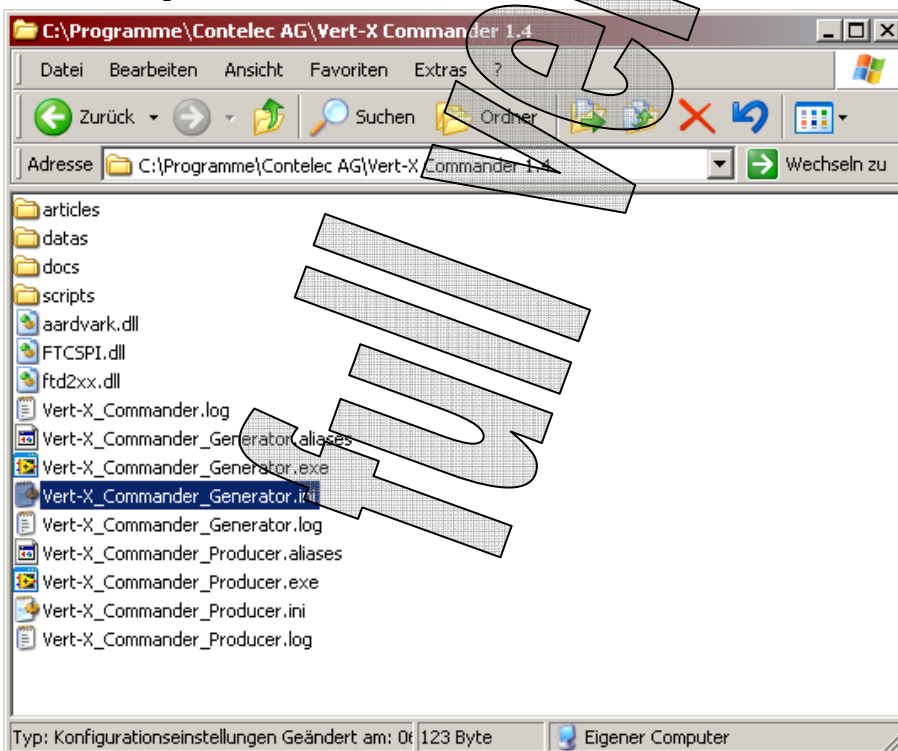 C:\Programme\Contelec AG\Vert-X Commander 1.4
Datei Bearbeiten Ansicht Favoriten Extras ?
Zurück Suchen Ordner
Adresse C:\Programme\Contelec AG\Vert-X Commander 1.4 Wechseln zu
articles
datas
docs
scripts
aardvark.dll
FTCSPI.dll
ftd2xx.dll
Vert-X_Commander.log
Vert-X_Commander_Generator.aliases
Vert-X_Commander_Generator.exe
Vert-X_Commander_Generator.ini
Vert-X_Commander_Generator.log
Vert-X_Commander_Producer.aliases
Vert-X_Commander_Producer.exe
Vert-X_Commander_Producer.ini
Vert-X_Commander_Producer.log
Typ: Konfigurationseinstellungen Geändert am: 123 Byte Eigener Computer
full